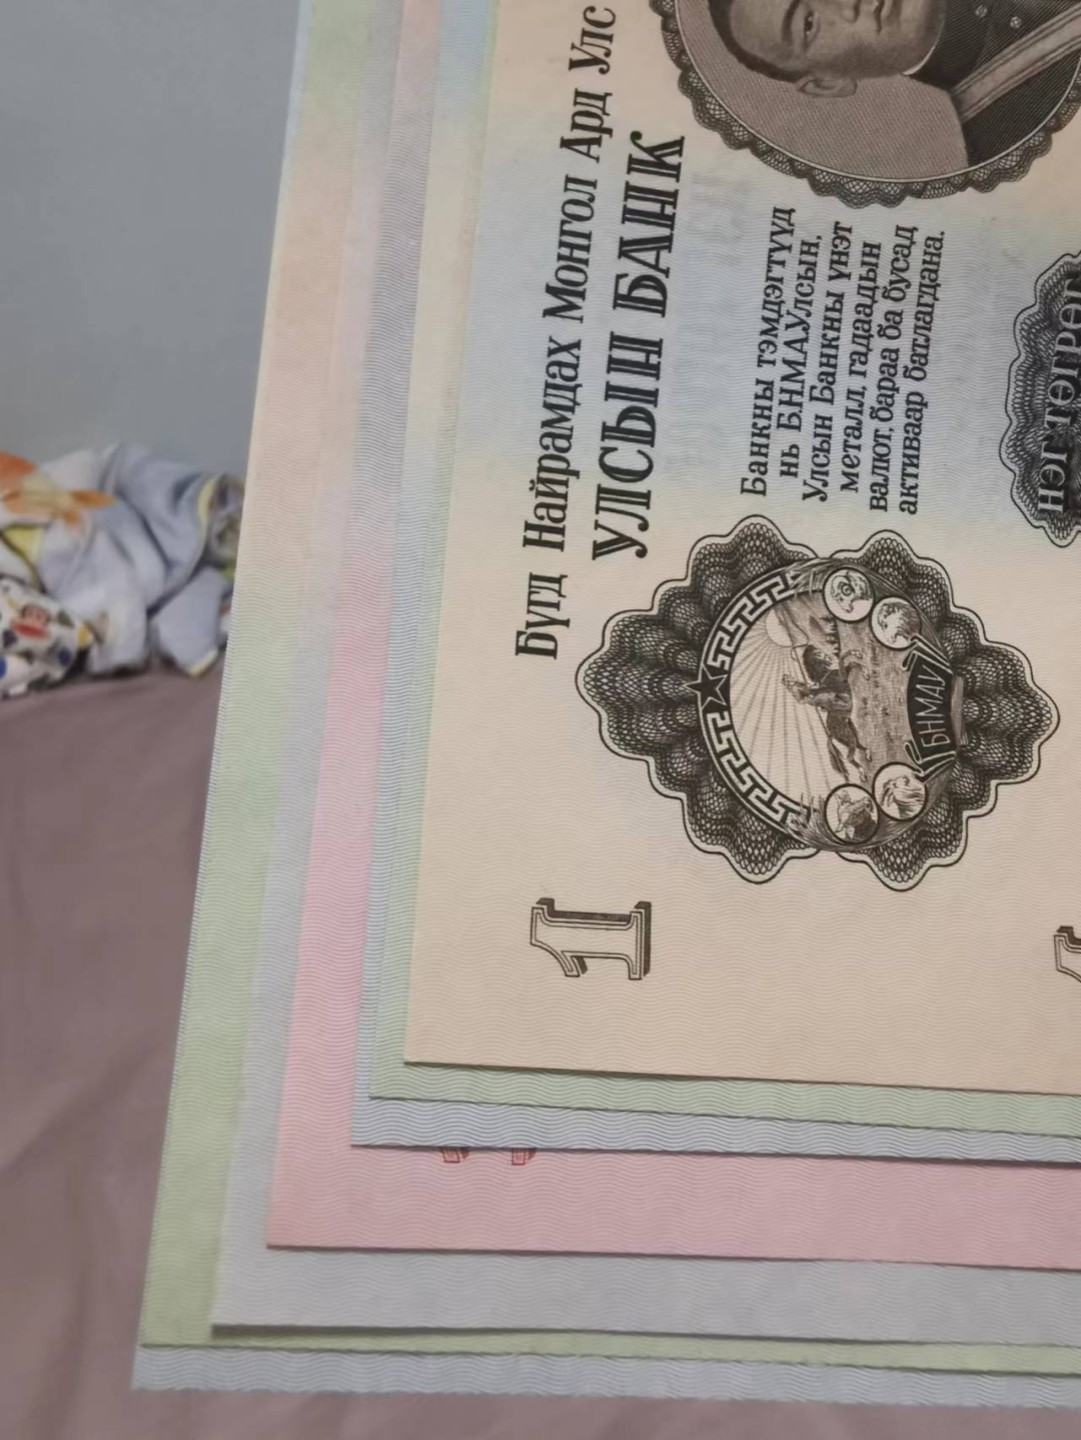 Бүгд Найрамдах Монгол Ард Улс
УЛСЫН БАНК
Банкны тэмдэгтүүд
нь БНМАУлсын,
Улсын Банкны үнэт
металл, гадаадын
валют, бараа ба бусад
активаар батлагдана.
БНМАУ
НЭГ ТӨГРӨГ
1